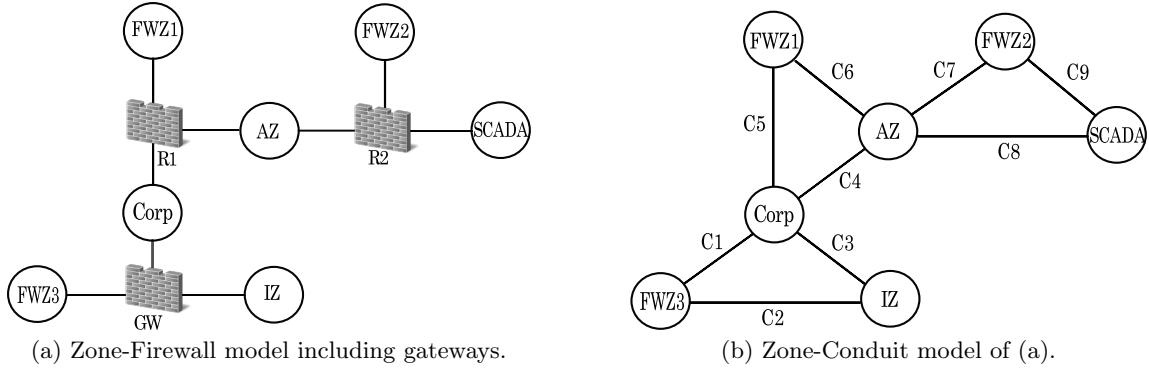 FWZ1
FWZ2
AZ
SCADA
R1
R2
Corp
FWZ3
IZ
GW
(a) Zone-Firewall model including gateways.
FWZ1
FWZ2
C6
C7
C9
C5
AZ
SCADA
C8
C4
Corp
C1
C3
FWZ3
IZ
C2
(b) Zone-Conduit model of (a).